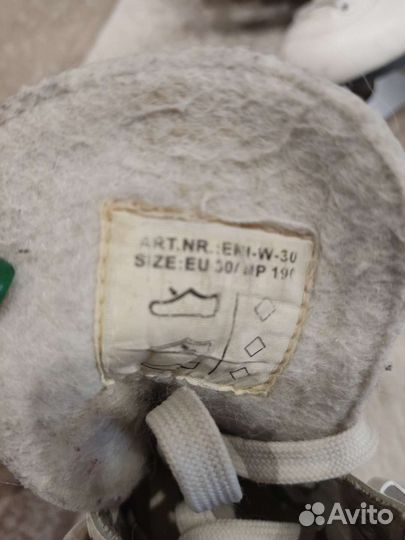 ART.NR.:EMI-W-30
SIZE:EU 30/MP 190
Avito